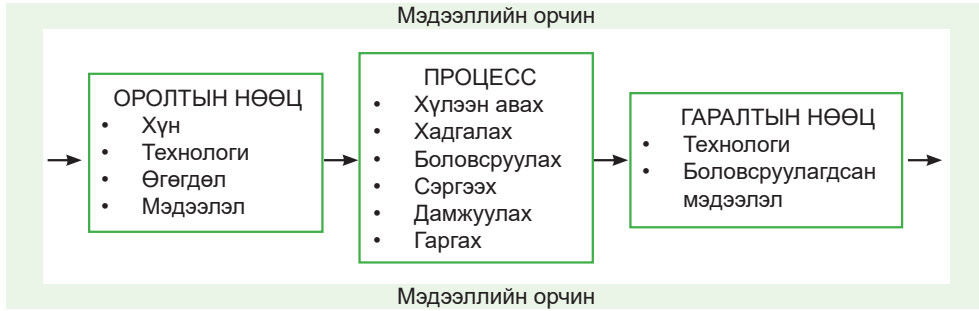 Мэдээллийн орчин
ОРОЛТЫН НӨӨЦ
• Хүн
• Технологи
• Өгөгдөл
• Мэдээлэл
ПРОЦЕСС
• Хүлээн авах
• Хадгалах
• Боловсруулах
• Сэргээх
• Дамжуулах
• Гаргах
ГАРАЛТЫН НӨӨЦ
• Технологи
• Боловсруулагдсан
мэдээлэл
Мэдээллийн орчин